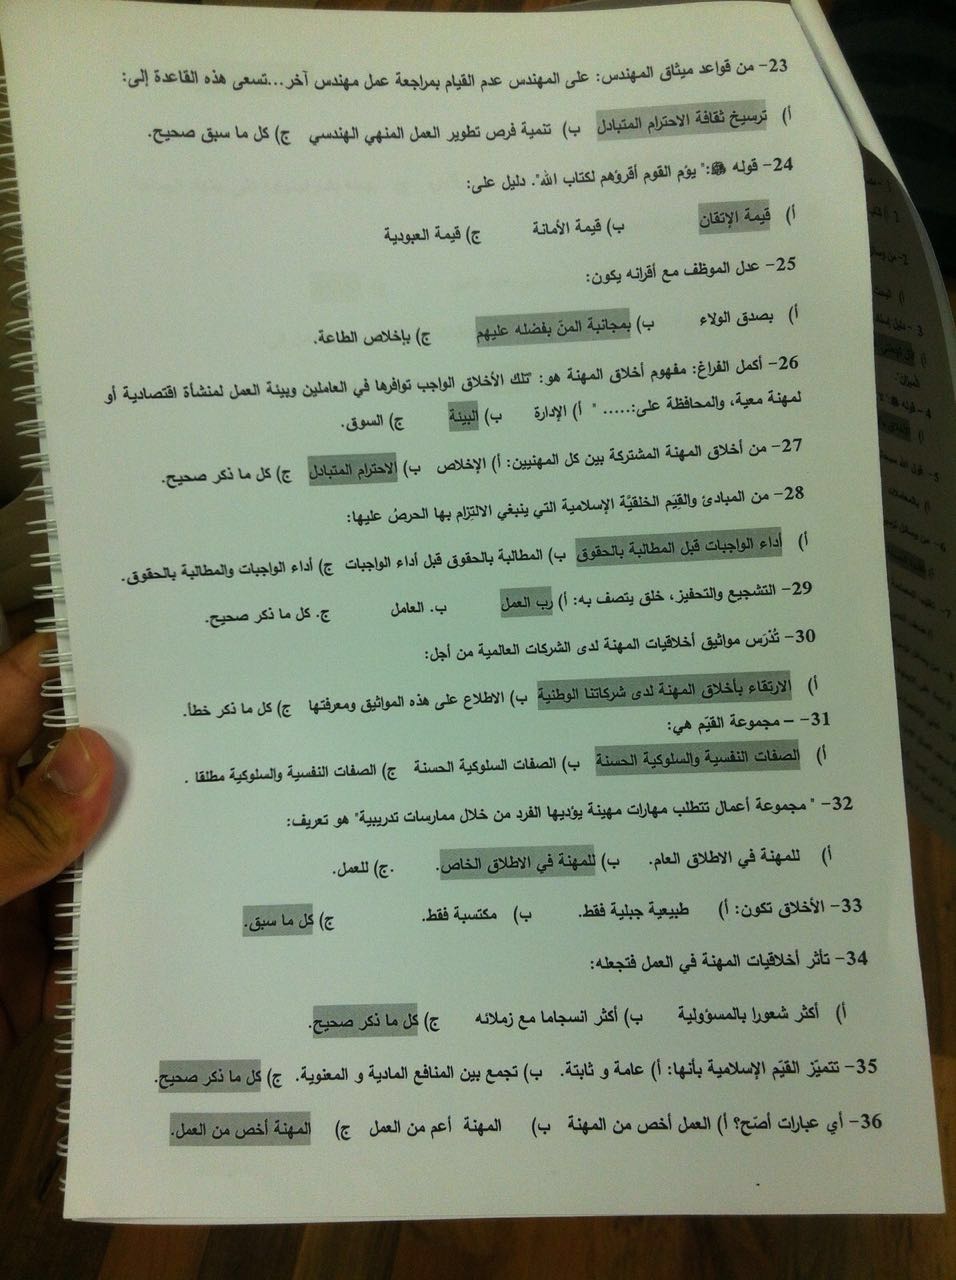 23- من قواعد ميثاق المهندس: على المهندس عدم القيام بمراجعة عمل مهندس آخر...تسعى هذه القاعدة إلى:
أ) ترسيخ ثقافة الاحترام المتبادل ب) تنمية فرص تطوير العمل المنهي الهندسي ج) كل ما سبق صحيح.
24- قوله ﷺ:" يؤم القوم أقرؤهم لكتاب الله". دليل على:
أ) قيمة الإتقان ب) قيمة الأمانة ج) قيمة العبودية
25- عدل الموظف مع أقرانه يكون:
أ) بصدق الولاء ب) بمجانبة المنّ بفضله عليهم ج) بإخلاص الطاعة.
26- أكمل الفراغ: مفهوم أخلاق المهنة هو: "تلك الأخلاق الواجب توافرها في العاملين وبيئة العمل لمنشأة اقتصادية أو
لمهنة معية، والمحافظة على:..... " أ) الإدارة ب) البيئة ج) السوق.
27- من أخلاق المهنة المشتركة بين كل المهنيين: أ) الإخلاص ب) الاحترام المتبادل ج) كل ما ذكر صحيح.
28- من المبادئ والقِيَم الخلقيَّة الإسلامية التي ينبغي الالتِزام بها الحرصُ عليها:
أ) أداء الواجبات قبل المطالبة بالحقوق ب) المطالبة بالحقوق قبل أداء الواجبات ج) أداء الواجبات والمطالبة بالحقوق.
29- التشجيع والتحفيز، خلق يتصف به: أ) رب العمل ب. العامل ج. كل ما ذكر صحيح.
30- تُدْرَس مواثيق أخلاقيات المهنة لدى الشركات العالمية من أجل:
أ) الارتقاء بأخلاق المهنة لدى شركاتنا الوطنية ب) الاطلاع على هذه المواثيق ومعرفتها ج) كل ما ذكر خطأ.
31- - مجموعة القيّم هي:
أ) الصفات النفسية والسلوكية الحسنة ب) الصفات السلوكية الحسنة ج) الصفات النفسية والسلوكية مطلقا .
32- " مجموعة أعمال تتطلب مهارات مهينة يؤديها الفرد من خلال ممارسات تدريبية" هو تعريف:
أ) للمهنة في الاطلاق العام. ب) للمهنة في الاطلاق الخاص. .ج) للعمل.
33- الأخلاق تكون: أ) طبيعية جبلية فقط. ب) مكتسبة فقط. ج) كل ما سبق.
34- تأثر أخلاقيات المهنة في العمل فتجعله:
أ) أكثر شعورا بالمسؤولية ب) أكثر انسجاما مع زملائه ج) كل ما ذكر صحيح.
35- تتميّز القيَم الإسلامية بأنها: أ) عامة و ثابتة. ب) تجمع بين المنافع المادية و المعنوية. ج) كل ما ذكر صحيح.
36- أي عبارات أصّح؟ أ) العمل أخص من المهنة ب) المهنة أعم من العمل ج) المهنة أخص من العمل.